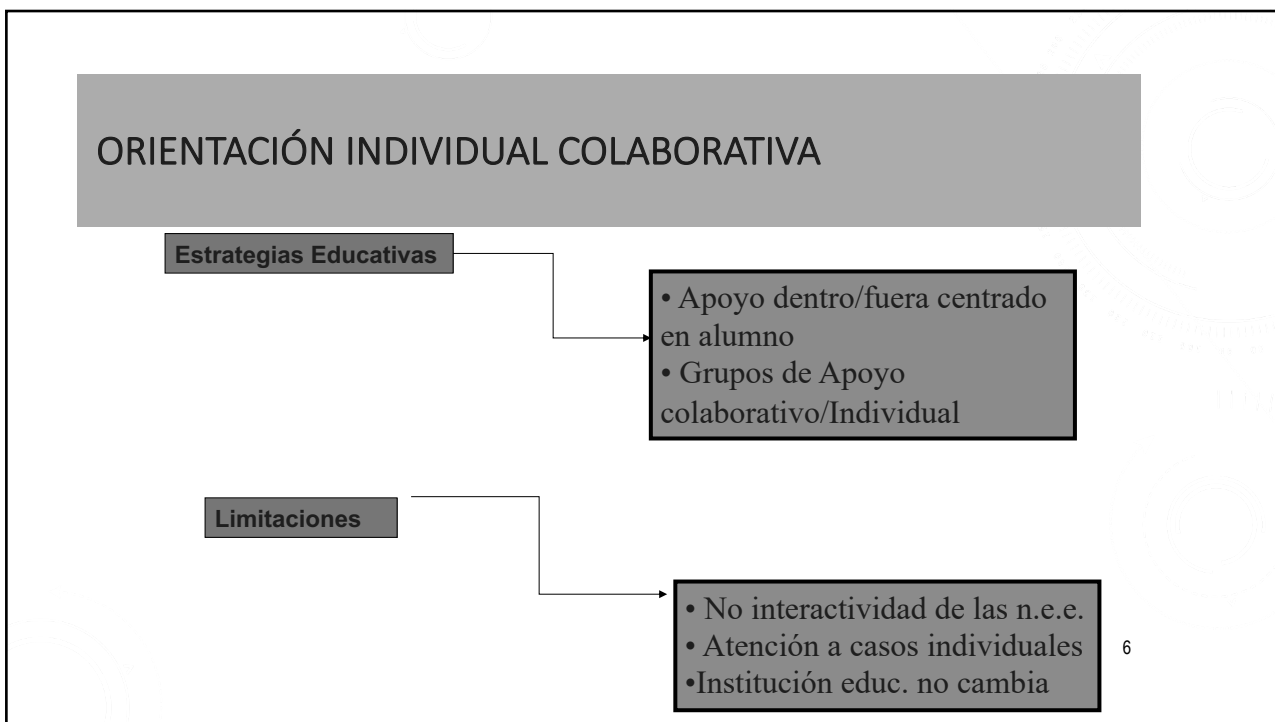 ORIENTACIÓN INDIVIDUAL COLABORATIVA
Estrategias Educativas
• Apoyo dentro/fuera centrado
en alumno
• Grupos de Apoyo
colaborativo/Individual
Limitaciones
• No interactividad de las n.e.e.
• Atención a casos individuales
•Institución educ. no cambia
6